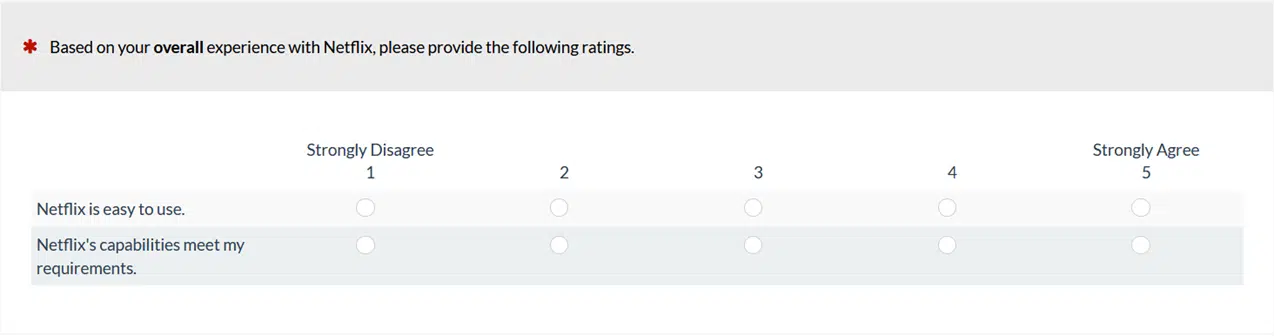 ✱ Based on your overall experience with Netflix, please provide the following ratings.
Strongly Disagree Strongly Agree
1 2 3 4 5
Netflix is easy to use.
Netflix's capabilities meet my
requirements.